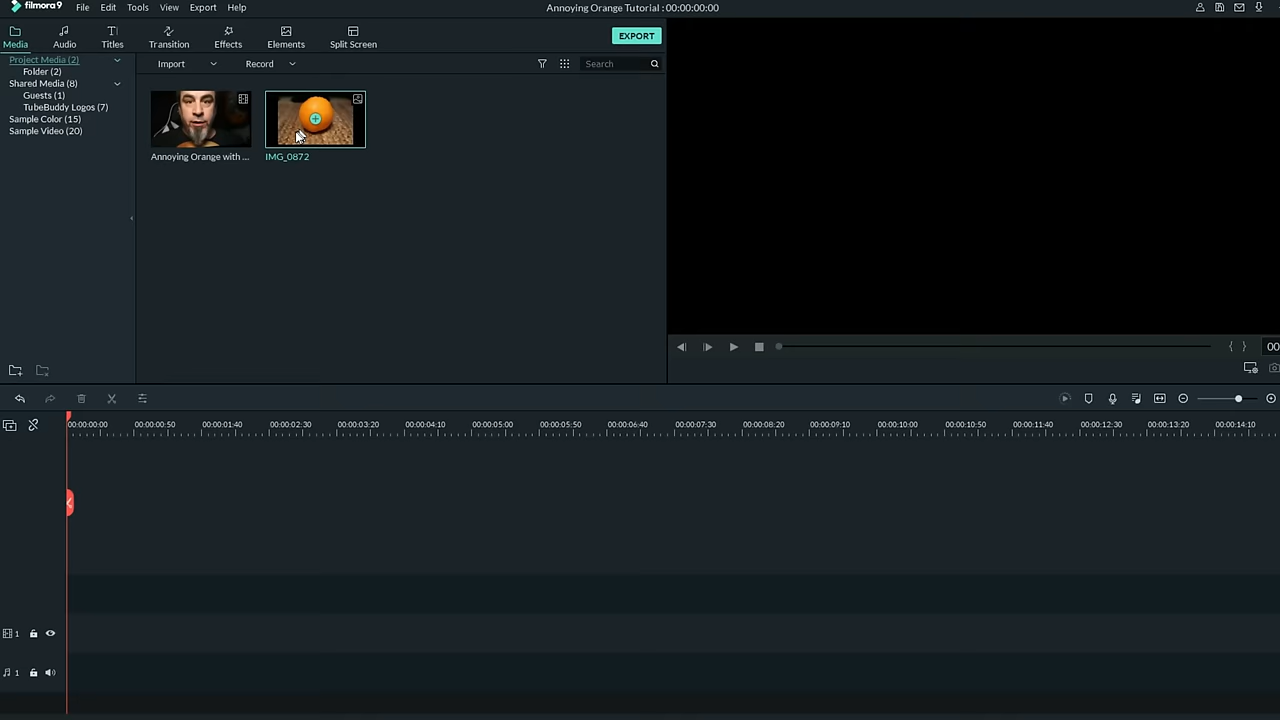 filmora 9 File Edit Tools View Export Help Annoying Orange Tutorial : 00:00:00:00
Media Audio Titles Transition Effects Elements Split Screen EXPORT
Project Media (2)
Folder (2)
Shared Media (8)
Guests (1)
TubeBuddy Logos (7)
Sample Color (15)
Sample Video (20)
Import Record Search
Annoying Orange with ... IMG_0872
00
00:00:00:00 00:00:00:50 00:00:01:40 00:00:02:30 00:00:03:20 00:00:04:10 00:00:05:00 00:00:05:50 00:00:06:40 00:00:07:30 00:00:08:20 00:00:09:10 00:00:10:00 00:00:10:50 00:00:11:40 00:00:12:30 00:00:13:20 00:00:14:10
1
1